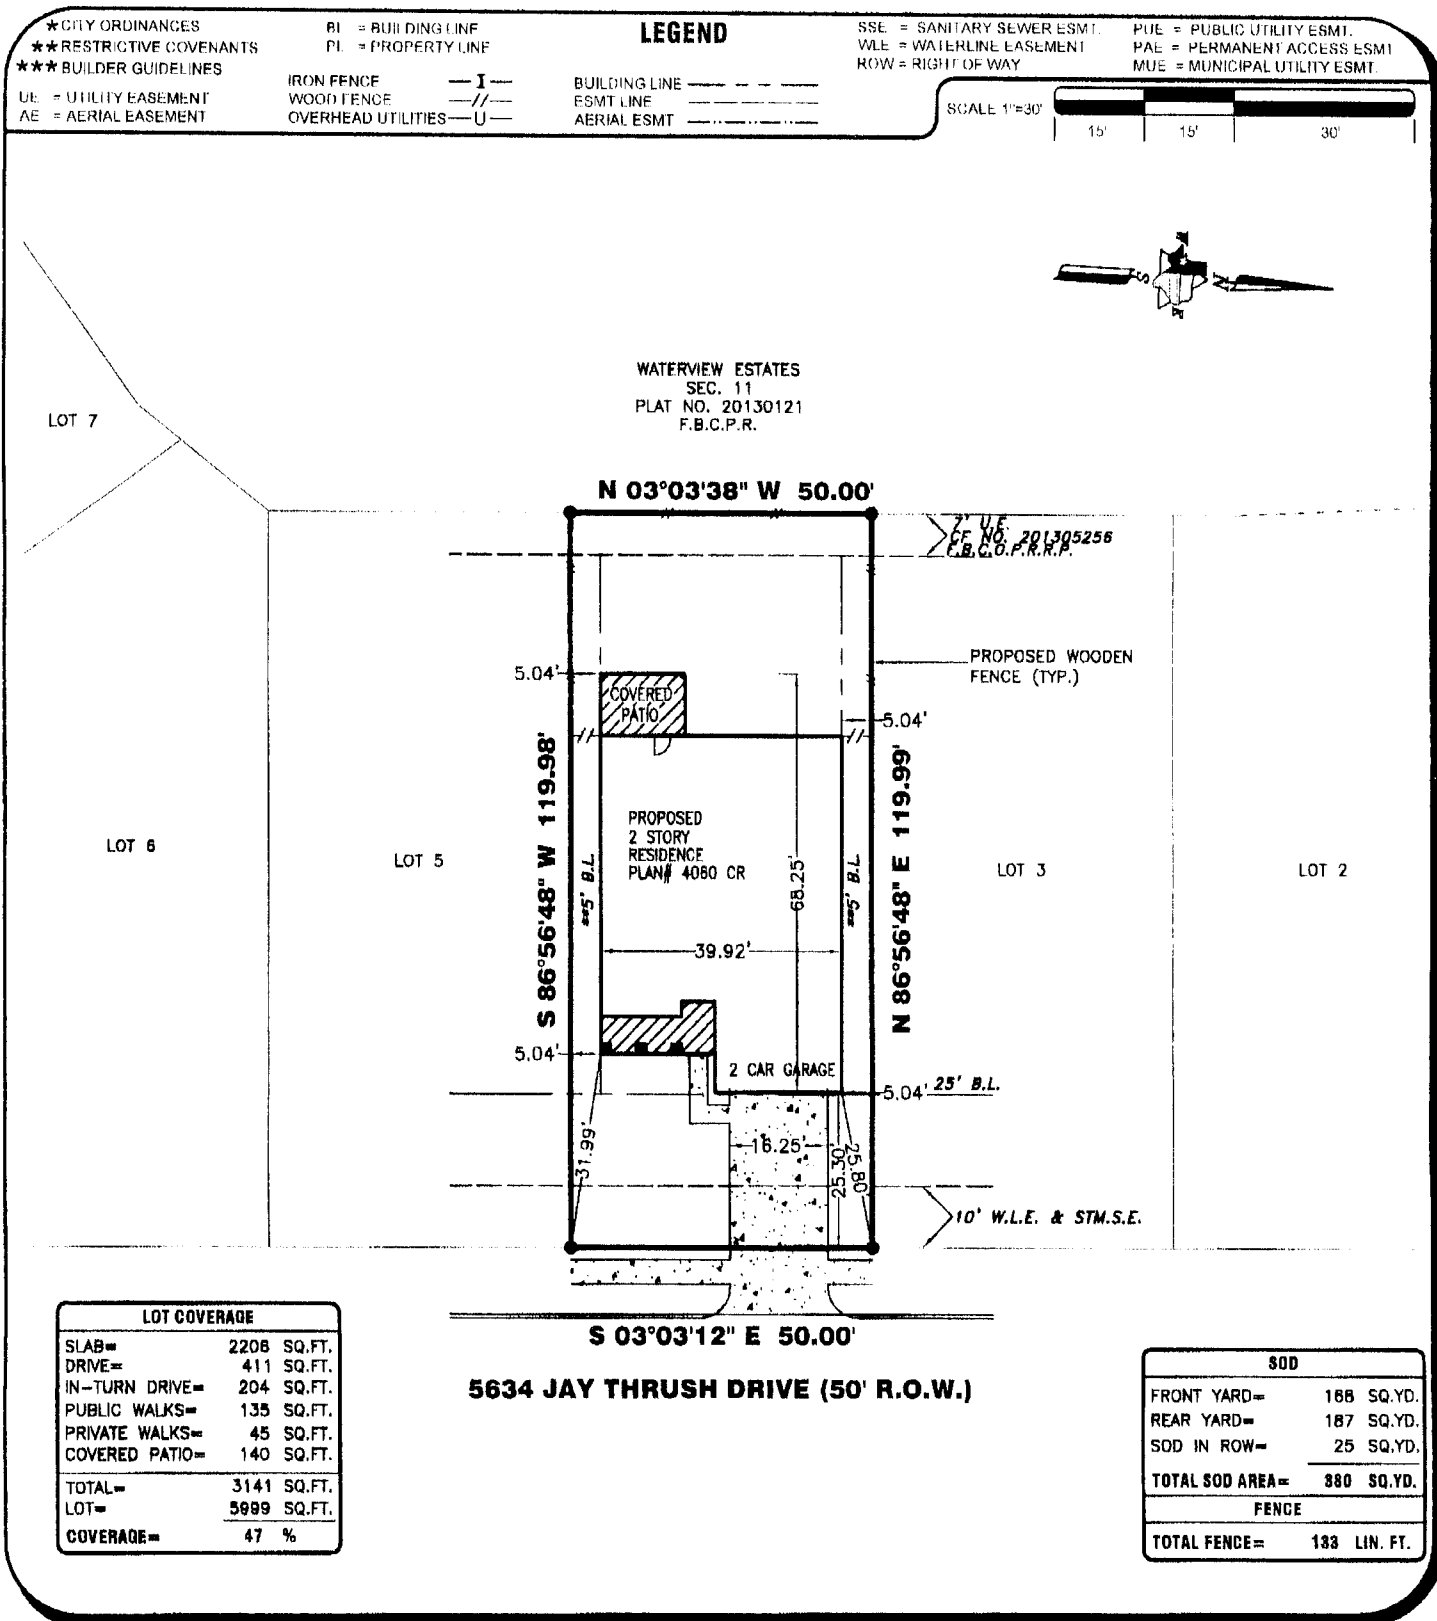 *CITY ORDINANCES
**RESTRICTIVE COVENANTS
***BUILDER GUIDELINES
UE = UTILITY EASEMENT
AE = AERIAL EASEMENT
BL = BUILDING LINE
PL = PROPERTY LINE
IRON FENCE I
WOOD FENCE //
OVERHEAD UTILITIES U
LEGEND
BUILDING LINE
ESMT LINE
AERIAL ESMT
SSE = SANITARY SEWER ESMT.
WLE = WATERLINE EASEMENT
ROW = RIGHT OF WAY
PUE = PUBLIC UTILITY ESMT.
PAE = PERMANENT ACCESS ESMT
MUE = MUNICIPAL UTILITY ESMT.
SCALE 1"=30'
15' 15' 30'
S N
WATERVIEW ESTATES
SEC. 11
PLAT NO. 20130121
F.B.C.P.R.
LOT 7
N 03°03'38" W 50.00'
7' U.E.
CF NO. 201305256
F.B.C.O.P.R.R.P.
PROPOSED WOODEN
FENCE (TYP.)
5.04'
COVERED
PATIO
5.04'
S 86°56'48" W 119.98'
N 86°56'48" E 119.99'
PROPOSED
2 STORY
RESIDENCE
PLAN# 4060 CR
LOT 6
LOT 5
LOT 3
LOT 2
**5' B.L.
68.25'
**5' B.L.
39.92'
5.04'
2 CAR GARAGE
5.04'
25' B.L.
31.99'
16.25'
25.30'
25.80'
10' W.L.E. & STM.S.E.
S 03°03'12" E 50.00'
5634 JAY THRUSH DRIVE (50' R.O.W.)
LOT COVERAGE
SLAB= 2206 SQ.FT.
DRIVE= 411 SQ.FT.
IN-TURN DRIVE= 204 SQ.FT.
PUBLIC WALKS= 135 SQ.FT.
PRIVATE WALKS= 45 SQ.FT.
COVERED PATIO= 140 SQ.FT.
TOTAL= 3141 SQ.FT.
LOT= 5999 SQ.FT.
COVERAGE= 47 %
SOD
FRONT YARD= 168 SQ.YD.
REAR YARD= 187 SQ.YD.
SOD IN ROW= 25 SQ.YD.
TOTAL SOD AREA= 380 SQ.YD.
FENCE
TOTAL FENCE= 133 LIN. FT.